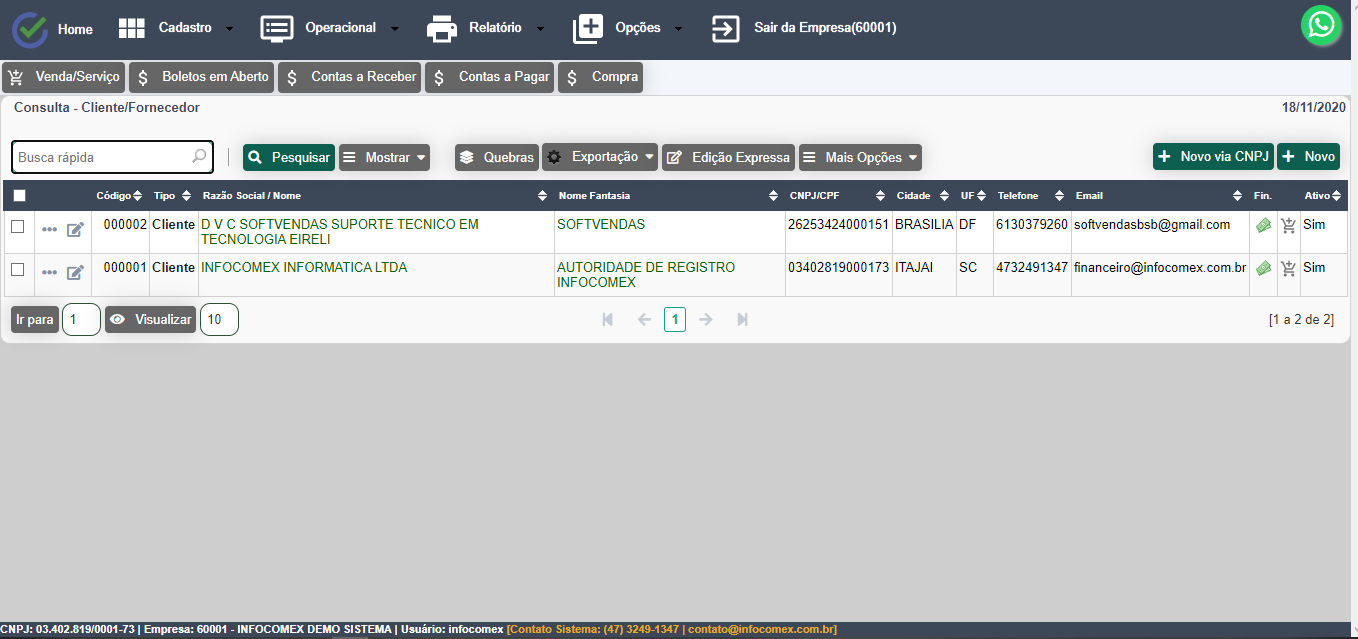 Home Cadastro Operacional Relatório Opções Sair da Empresa(60001)
Venda/Serviço $ Boletos em Aberto $ Contas a Receber $ Contas a Pagar $ Compra
Consulta - Cliente/Fornecedor 18/11/2020
Busca rápida Pesquisar Mostrar Quebras Exportação Edição Expressa Mais Opções + Novo via CNPJ + Novo
Código Tipo Razão Social / Nome Nome Fantasia CNPJ/CPF Cidade UF Telefone Email Fin. Ativo
000002 Cliente D V C SOFTVENDAS SUPORTE TECNICO EM SOFTVENDAS 26253424000151 BRASILIA DF 6130379260 softvendasbsb@gmail.com Sim
TECNOLOGIA EIRELI
000001 Cliente INFOCOMEX INFORMATICA LTDA AUTORIDADE DE REGISTRO 03402819000173 ITAJAI SC 4732491347 financeiro@infocomex.com.br Sim
INFOCOMEX
Ir para 1 Visualizar 10 1 [1 a 2 de 2]
CNPJ: 03.402.819/0001-73 | Empresa: 60001 - INFOCOMEX DEMO SISTEMA | Usuário: infocomex [Contato Sistema: (47) 3249-1347 | contato@infocomex.com.br]